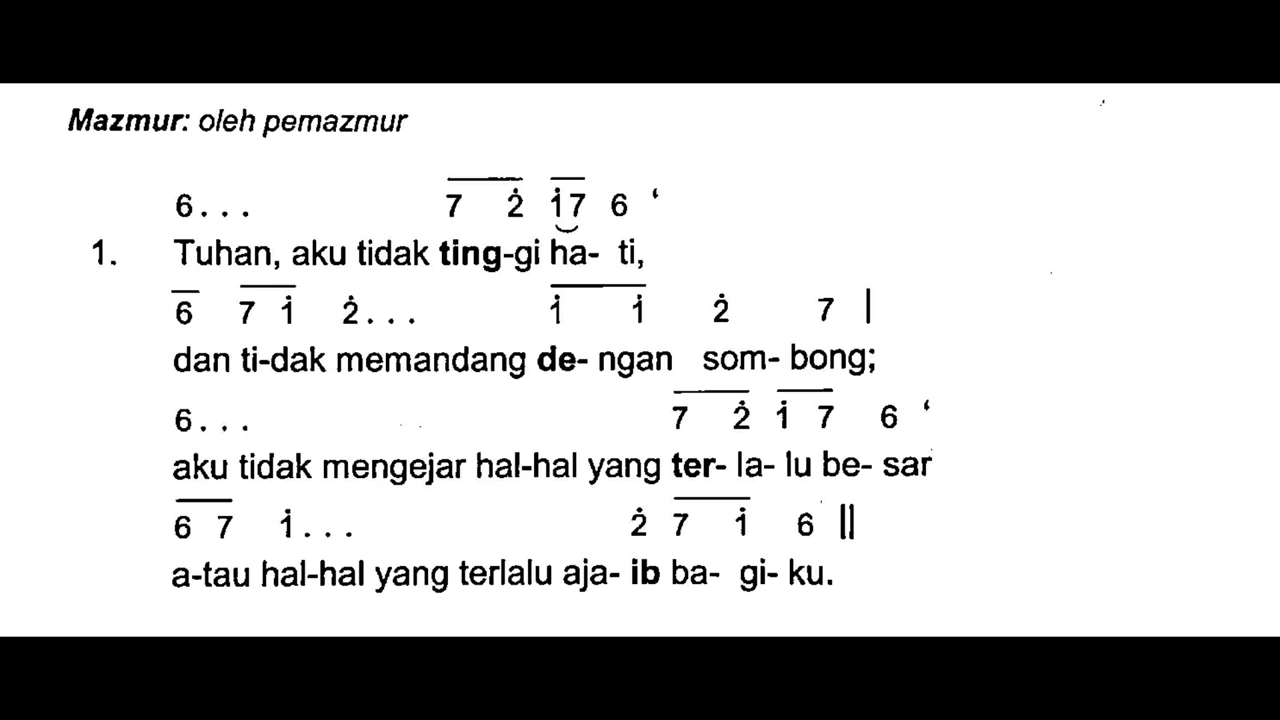 Mazmur: oleh pemazmur
6... 7 2̇ 1̇7 6 ‘
1. Tuhan, aku tidak ting-gi ha- ti,
6 7 1̇ 2̇... 1̇ 1̇ 2̇ 7 |
dan ti-dak memandang de- ngan som- bong;
6... 7 2̇ 1̇ 7 6 ‘
aku tidak mengejar hal-hal yang ter- la- lu be- sar
6 7 1̇... 2̇ 7 1̇ 6 ||
a-tau hal-hal yang terlalu aja- ib ba- gi- ku.